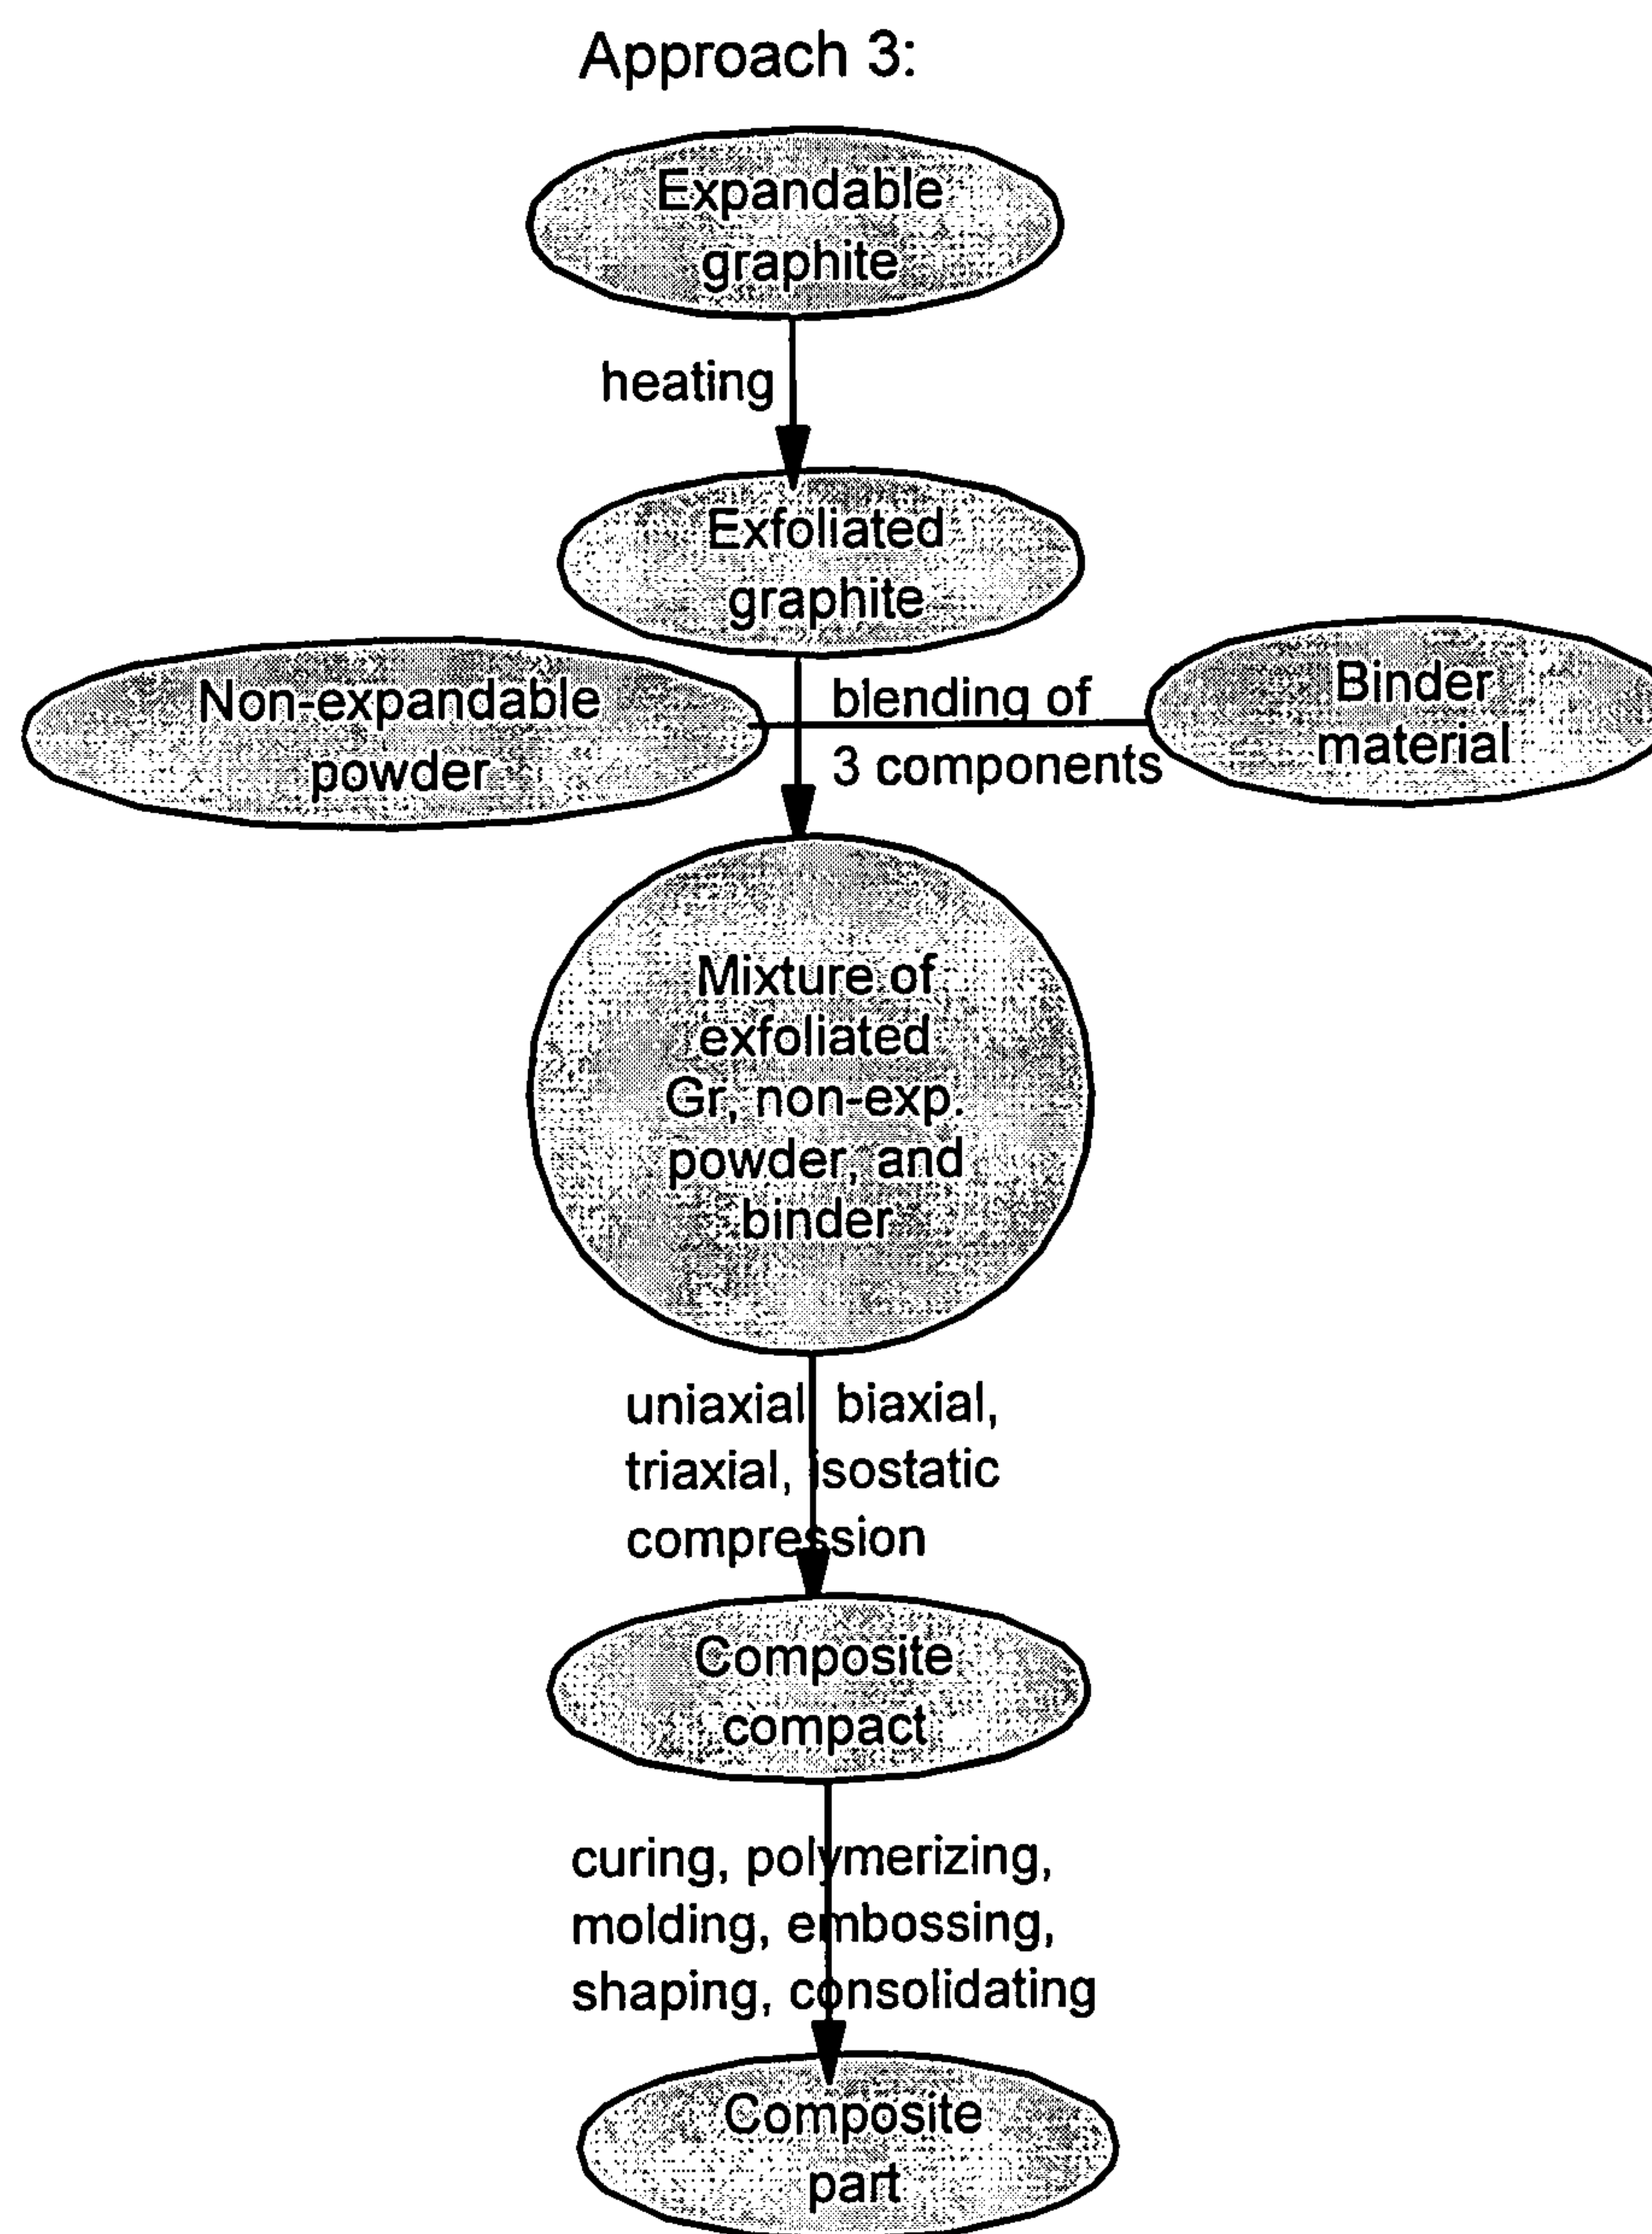 Approach 3:
Expandable
graphite
heating
Exfoliated
graphite
Non-expandable
powder
blending of
3 components
Binder
material
Mixture of
exfoliated
Gr, non-exp.
powder, and
binder
uniaxial, biaxial,
triaxial, isostatic
compression
Composite
compact
curing, polymerizing,
molding, embossing,
shaping, consolidating
Composite
part